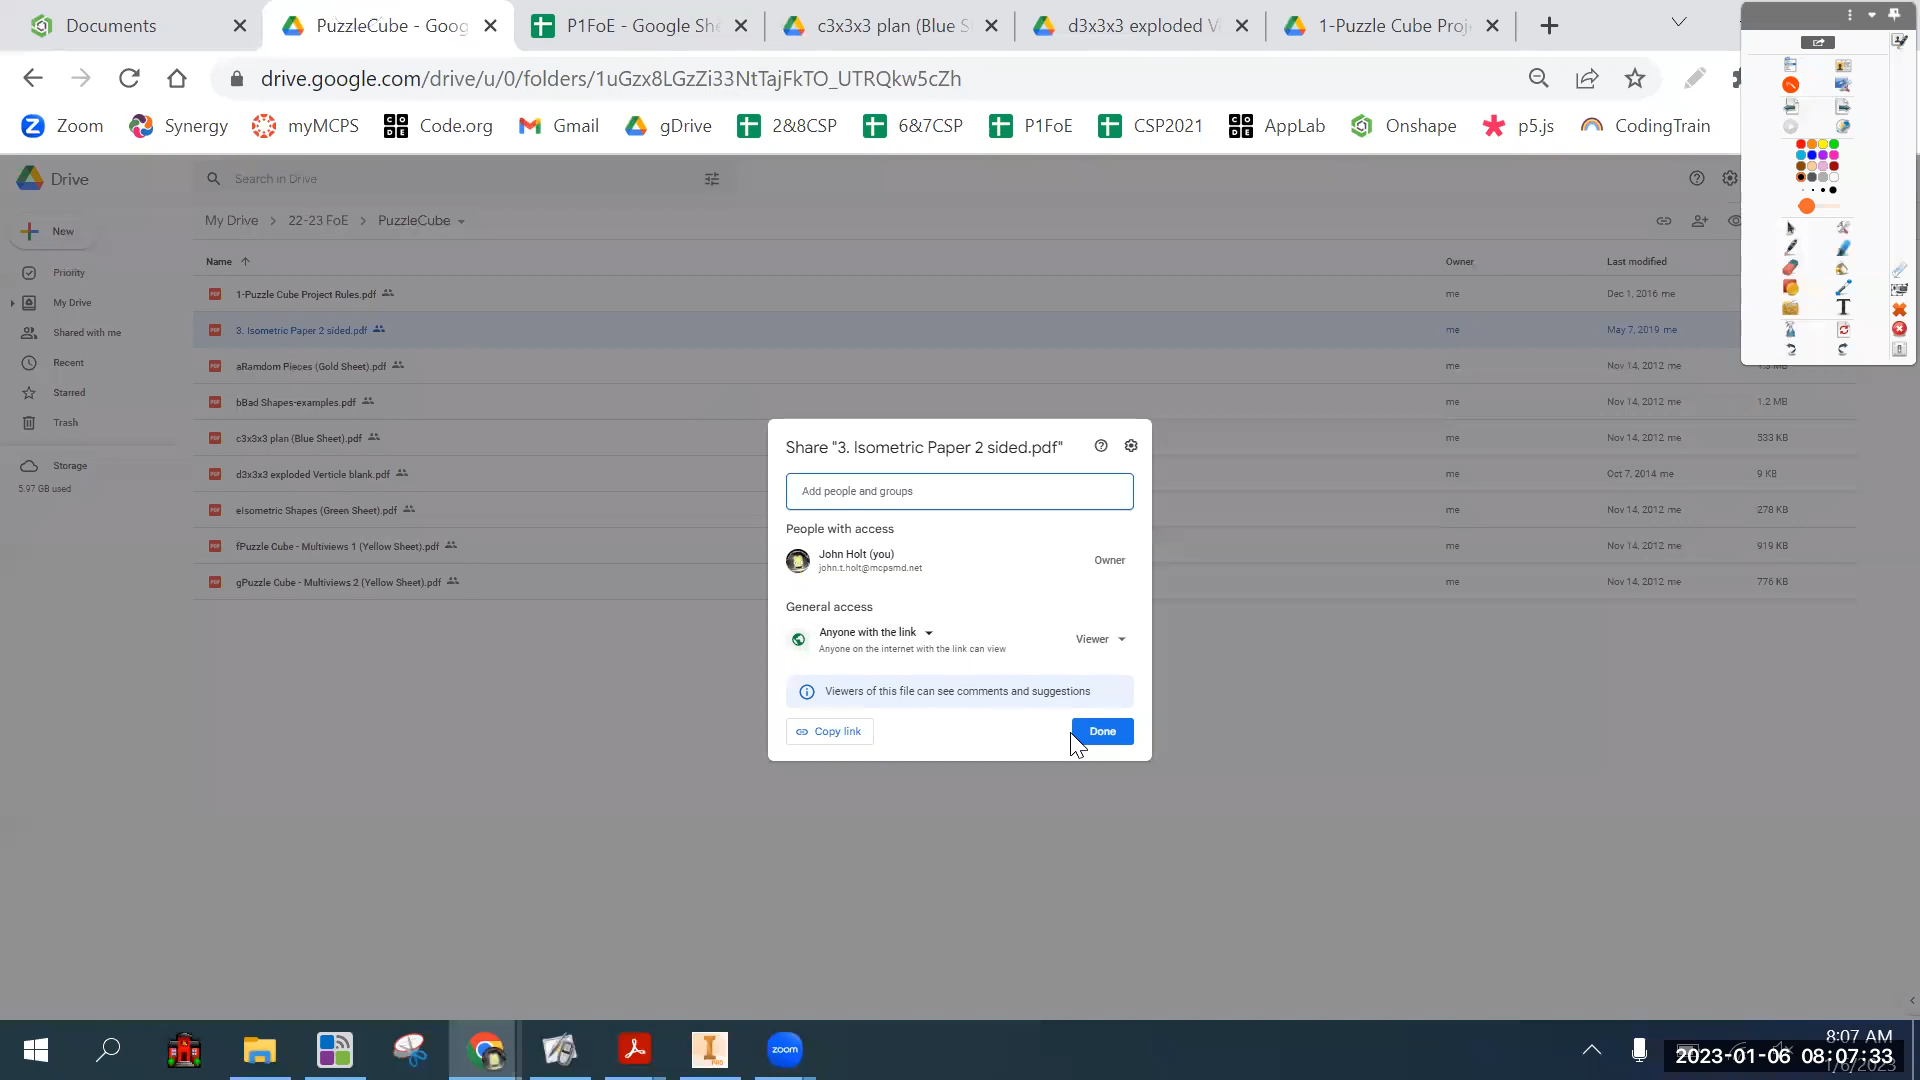 Documents
PuzzleCube - Goog
P1FoE - Google She
c3x3x3 plan (Blue S
d3x3x3 exploded V
1-Puzzle Cube Proj
drive.google.com/drive/u/0/folders/1uGzx8LGzZi33NtTajFkTO_UTRQkw5cZh
Zoom
Synergy
myMCPS
Code.org
Gmail
gDrive
2&8CSP
6&7CSP
P1FoE
CSP2021
AppLab
Onshape
p5.js
CodingTrain
Drive
Search in Drive
New
My Drive > 22-23 FoE > PuzzleCube
Priority
My Drive
Shared with me
Recent
Starred
Trash
Storage
5.97 GB used
Name
Owner
Last modified
1-Puzzle Cube Project Rules.pdf
me
Dec 1, 2016 me
3. Isometric Paper 2 sided.pdf
me
May 7, 2019 me
aRamdom Pieces (Gold Sheet).pdf
me
Nov 14, 2012 me
1.3 MB
bBad Shapes-examples.pdf
me
Nov 14, 2012 me
1.2 MB
c3x3x3 plan (Blue Sheet).pdf
me
Nov 14, 2012 me
533 KB
d3x3x3 exploded Verticle blank.pdf
me
Oct 7, 2014 me
9 KB
eIsometric Shapes (Green Sheet).pdf
me
Nov 14, 2012 me
278 KB
fPuzzle Cube - Multiviews 1 (Yellow Sheet).pdf
me
Nov 14, 2012 me
919 KB
gPuzzle Cube - Multiviews 2 (Yellow Sheet).pdf
me
Nov 14, 2012 me
776 KB
Share "3. Isometric Paper 2 sided.pdf"
Add people and groups
People with access
John Holt (you)
john.t.holt@mcpsmd.net
Owner
General access
Anyone with the link
Anyone on the internet with the link can view
Viewer
Viewers of this file can see comments and suggestions
Copy link
Done
zoom
8:07 AM
2023-01-06 08:07:33
1/6/2023